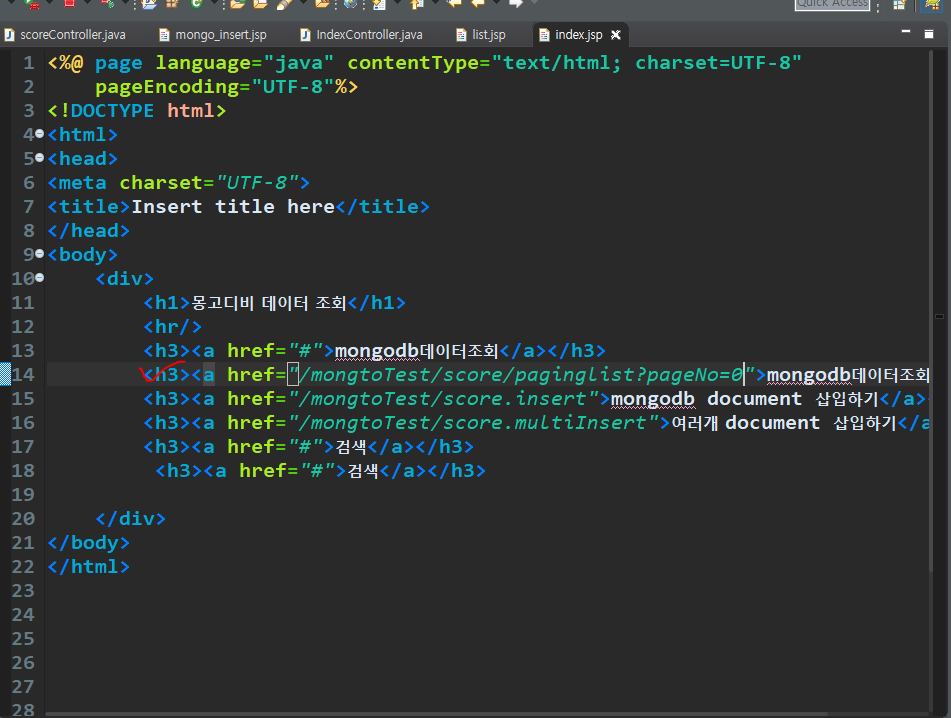 Quick Access
scoreController.java mongo_insert.jsp IndexController.java list.jsp index.jsp
1 <%@ page language="java" contentType="text/html; charset=UTF-8"
2 pageEncoding="UTF-8"%>
3 <!DOCTYPE html>
4 <html>
5 <head>
6 <meta charset="UTF-8">
7 <title>Insert title here</title>
8 </head>
9 <body>
10 <div>
11 <h1>몽고디비 데이터 조회</h1>
12 <hr/>
13 <h3><a href="#">mongodb데이터조회</a></h3>
14 <h3><a href="/mongtoTest/score/paginglist?pageNo=0">mongodb데이터조회
15 <h3><a href="/mongtoTest/score.insert">mongodb document 삽입하기</a>
16 <h3><a href="/mongtoTest/score.multiInsert">여러개 document 삽입하기</a
17 <h3><a href="#">검색</a></h3>
18 <h3><a href="#">검색</a></h3>
19
20 </div>
21 </body>
22 </html>
23
24
25
26
27
28